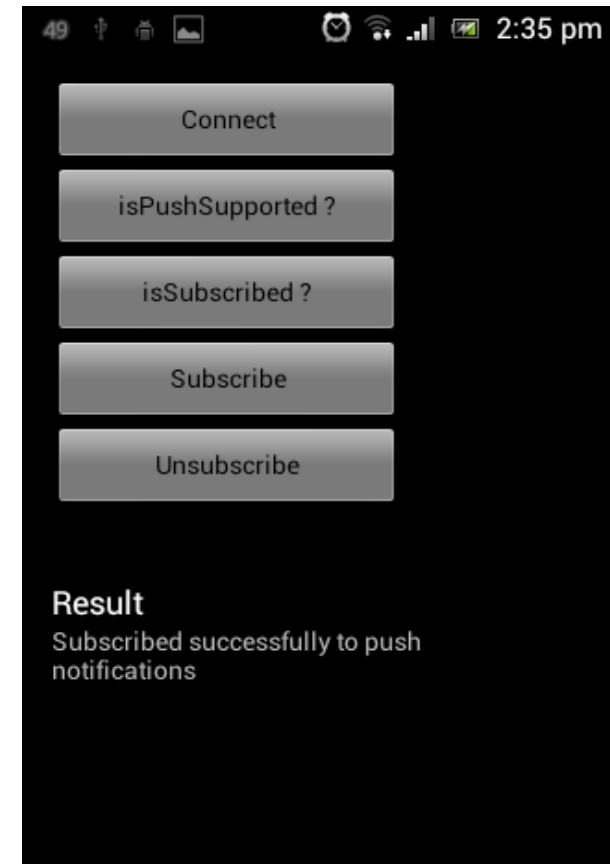 49 2:35 pm
Connect
isPushSupported ?
isSubscribed ?
Subscribe
Unsubscribe
Result
Subscribed successfully to push
notifications